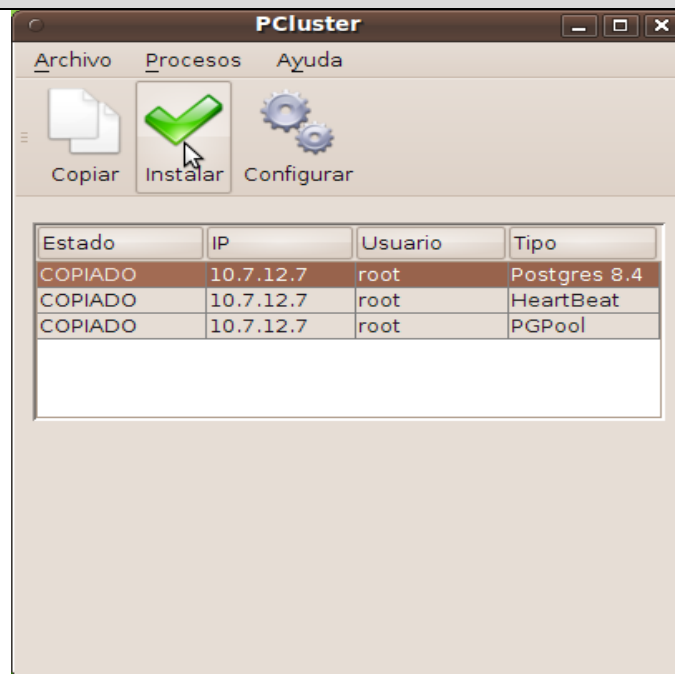 PCluster
Archivo Procesos Ayuda
Copiar Instalar Configurar
Estado IP Usuario Tipo
COPIADO 10.7.12.7 root Postgres 8.4
COPIADO 10.7.12.7 root HeartBeat
COPIADO 10.7.12.7 root PGPool